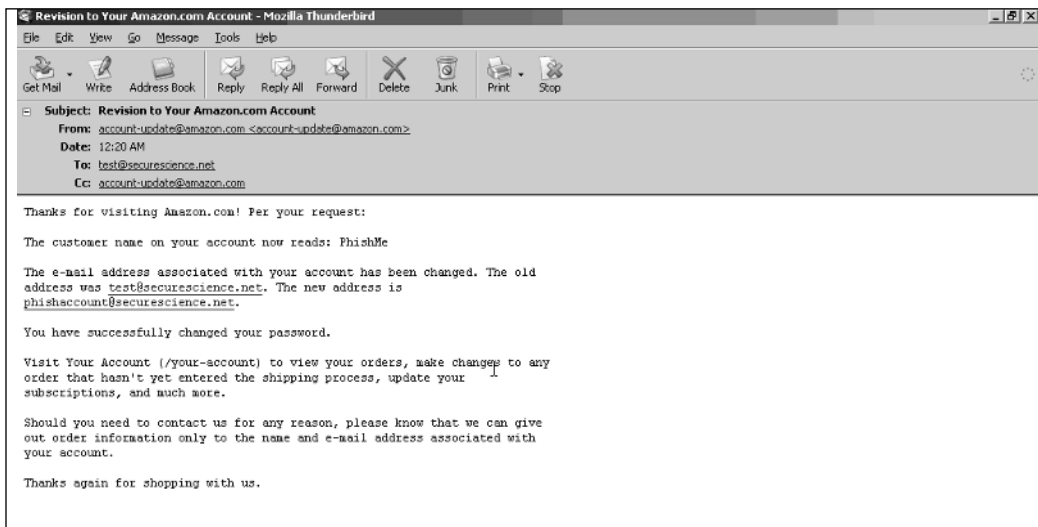 Revision to Your Amazon.com Account - Mozilla Thunderbird
File Edit View Go Message Tools Help
Get Mail Write Address Book Reply Reply All Forward Delete Junk Print Stop
Subject: Revision to Your Amazon.com Account
From: account-update@amazon.com <account-update@amazon.com>
Date: 12:20 AM
To: test@securescience.net
Cc: account-update@amazon.com
Thanks for visiting Amazon.com! Per your request:
The customer name on your account now reads: PhishMe
The e-mail address associated with your account has been changed. The old
address was test@securescience.net. The new address is
phishaccount@securescience.net.
You have successfully changed your password.
Visit Your Account (/your-account) to view your orders, make changes to any
order that hasn't yet entered the shipping process, update your
subscriptions, and much more.
Should you need to contact us for any reason, please know that we can give
out order information only to the name and e-mail address associated with
your account.
Thanks again for shopping with us.